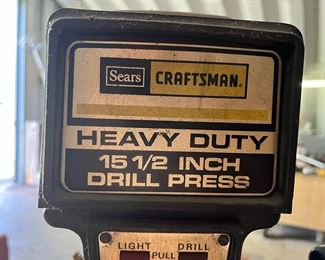 Sears CRAFTSMAN®
HEAVY DUTY
15 1/2 INCH
DRILL PRESS
LIGHT DRILL
PULL